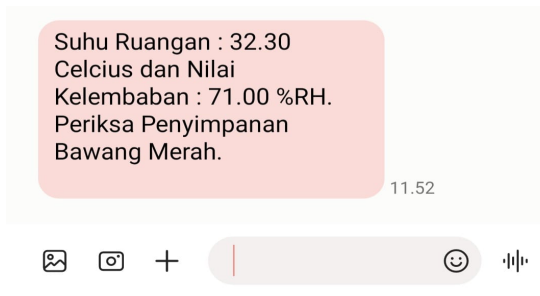 Suhu Ruangan : 32.30
Celcius dan Nilai
Kelembaban : 71.00 %RH.
Periksa Penyimpanan
Bawang Merah.
11.52